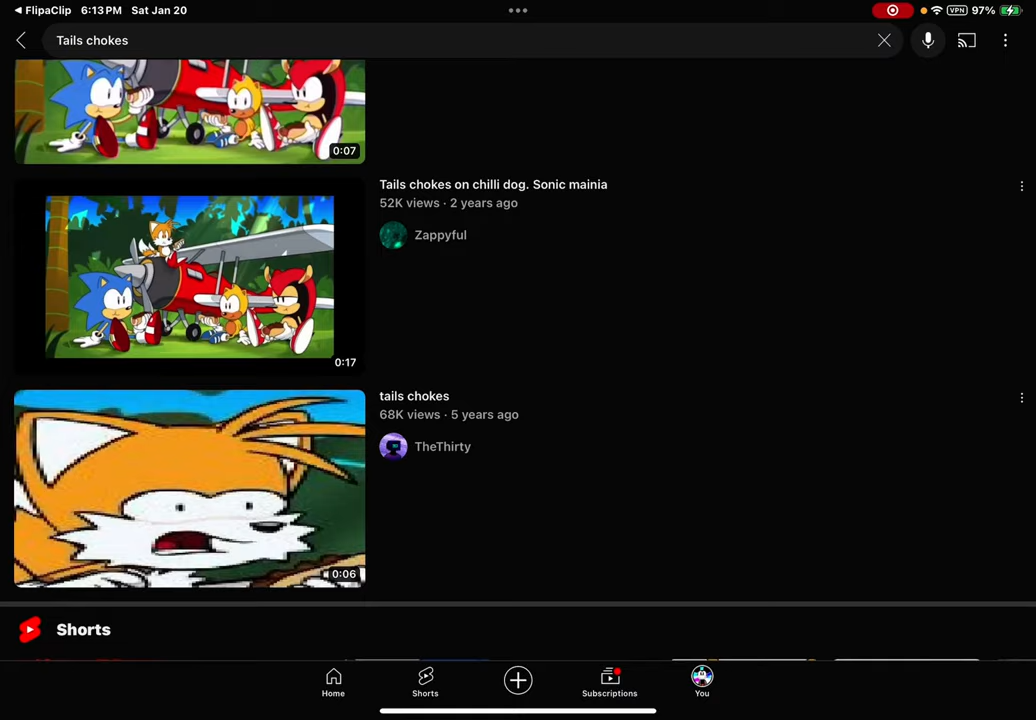 FlipaClip 6:13 PM Sat Jan 20 VPN 97%
Tails chokes
0:07
Tails chokes on chilli dog. Sonic mainia
52K views · 2 years ago
Zappyful
0:17
tails chokes
68K views · 5 years ago
TheThirty
0:06
Shorts
Home Shorts Subscriptions You